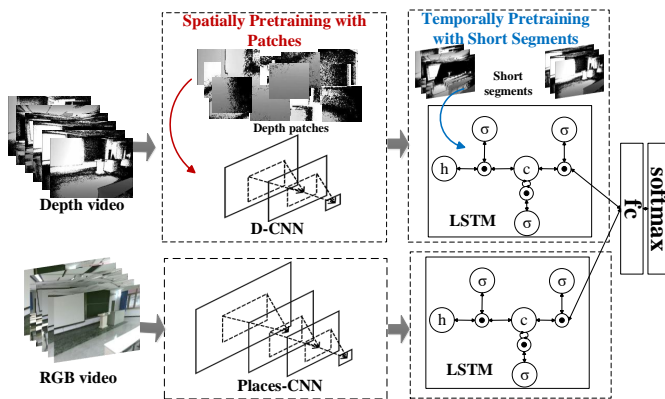 Spatially Pretraining with
Patches
Depth patches
D-CNN
Temporally Pretraining
with Short Segments
Short
segments
σ
σ
h
c
σ
LSTM
Depth video
RGB video
Places-CNN
σ
σ
h
c
σ
LSTM
fc
softmax